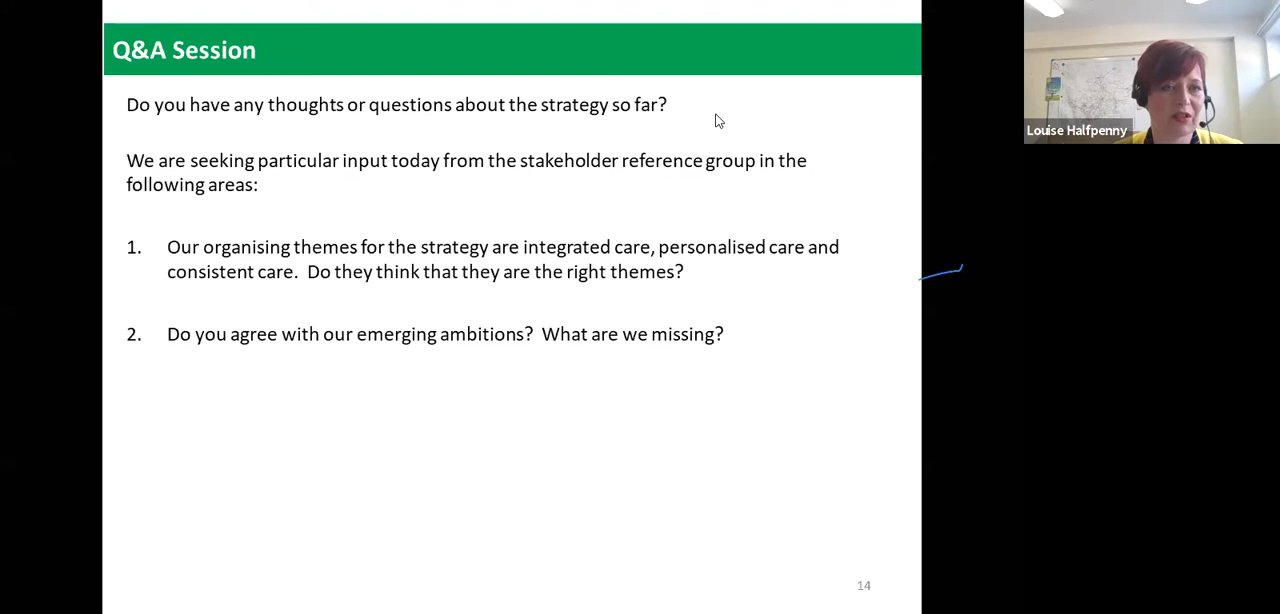 Q&A Session
Do you have any thoughts or questions about the strategy so far?
We are seeking particular input today from the stakeholder reference group in the
following areas:
1. Our organising themes for the strategy are integrated care, personalised care and
consistent care. Do they think that they are the right themes?
2. Do you agree with our emerging ambitions? What are we missing?
14
Louise Halfpenny